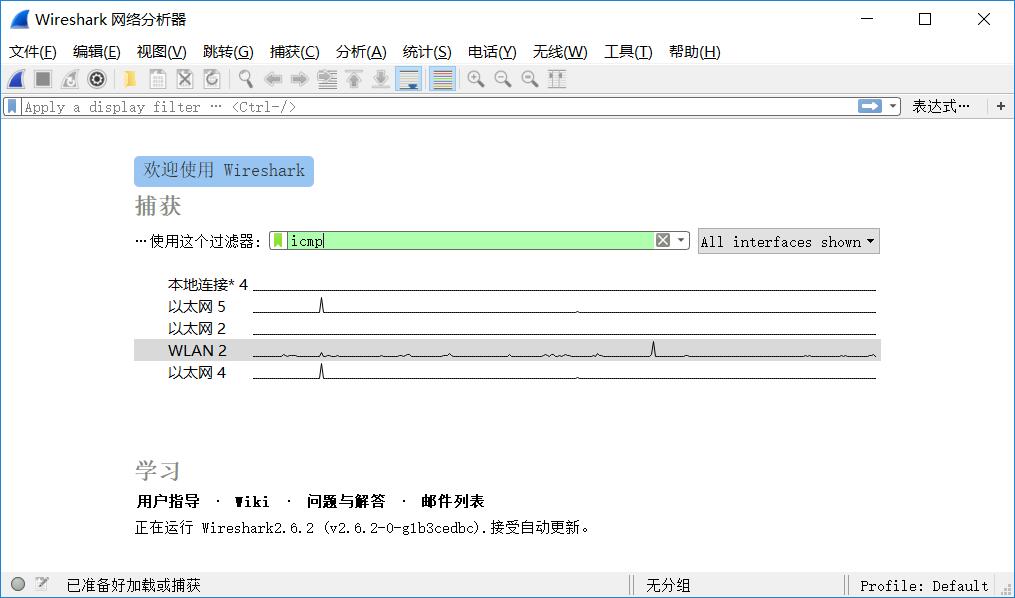 Wireshark 网络分析器
文件(F) 编辑(E) 视图(V) 跳转(G) 捕获(C) 分析(A) 统计(S) 电话(Y) 无线(W) 工具(T) 帮助(H)
Apply a display filter … <Ctrl-/> 表达式… +
欢迎使用 Wireshark
捕获
…使用这个过滤器: icmp All interfaces shown
本地连接* 4
以太网 5
以太网 2
WLAN 2
以太网 4
学习
用户指导 · Wiki · 问题与解答 · 邮件列表
正在运行 Wireshark2.6.2 (v2.6.2-0-g1b3cedbc).接受自动更新。
已准备好加载或捕获 无分组 Profile: Default